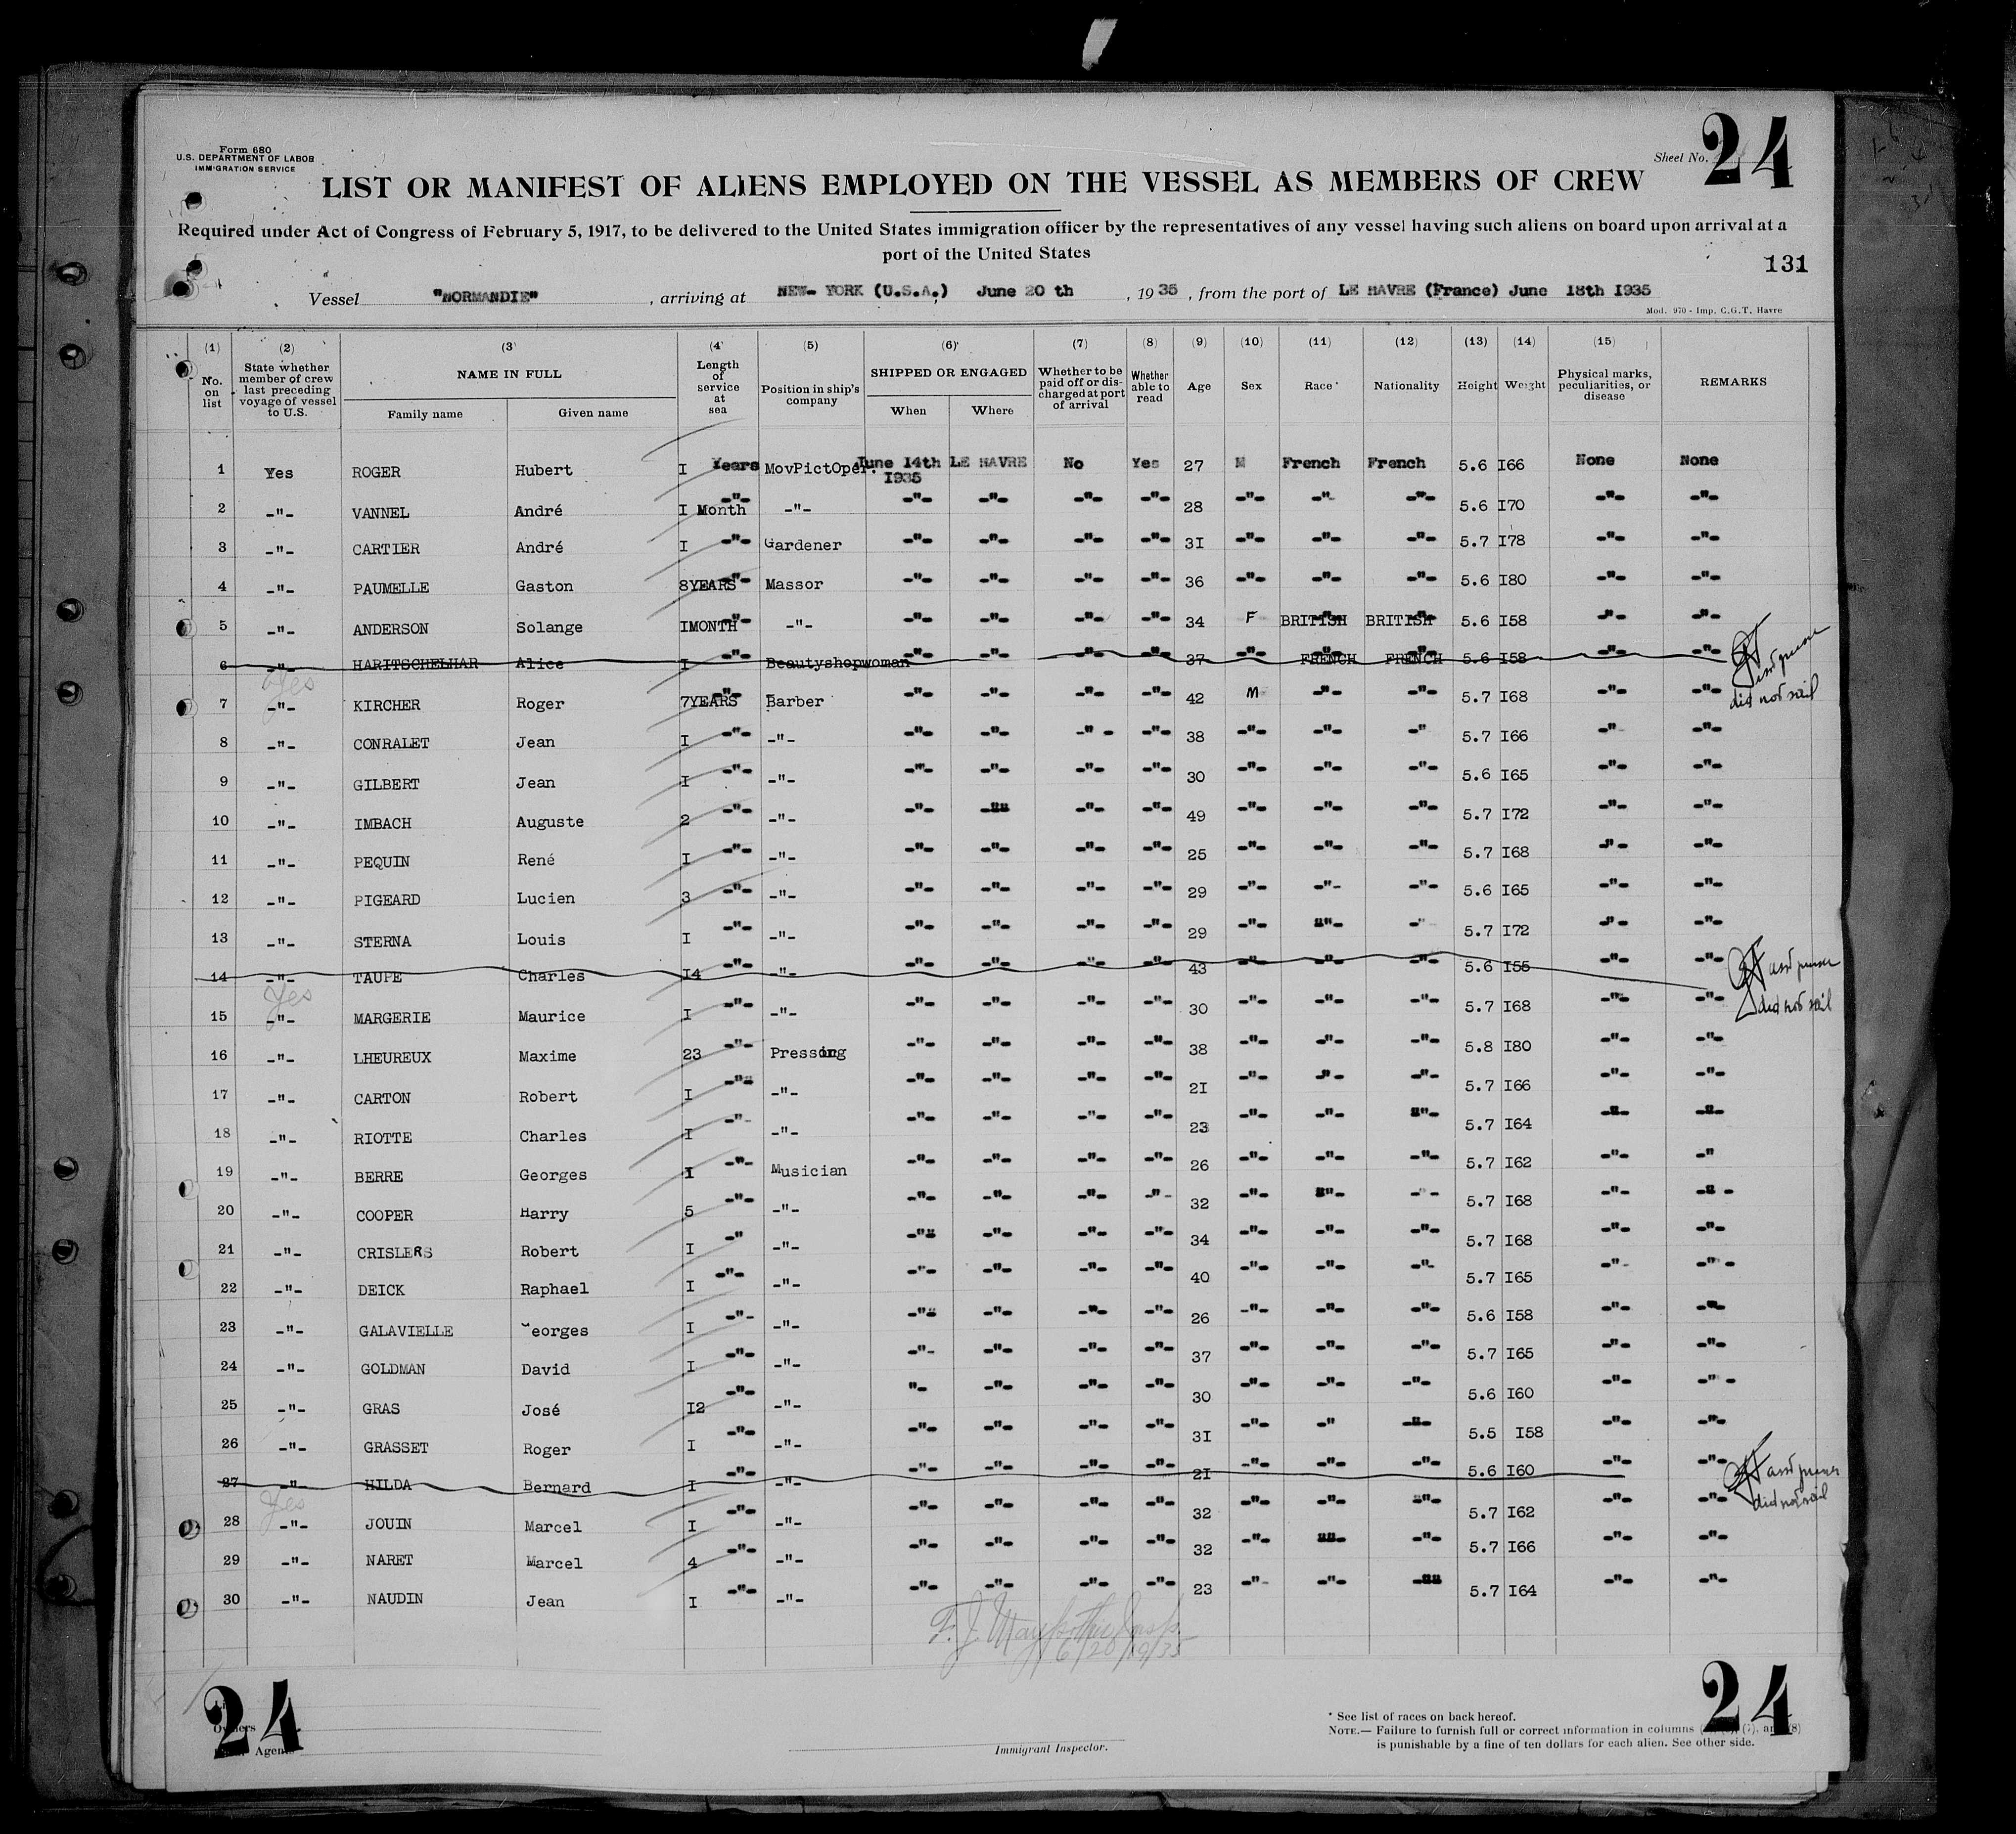 Form 680
U.S. DEPARTMENT OF LABOR
IMMIGRATION SERVICE
Sheet No. 24
LIST OR MANIFEST OF ALIENS EMPLOYED ON THE VESSEL AS MEMBERS OF CREW
Required under Act of Congress of February 5, 1917, to be delivered to the United States immigration officer by the representatives of any vessel having such aliens on board upon arrival at a
port of the United States
131
Vessel "NORMANDIE", arriving at NEW- YORK (U.S.A.) June 20 th, 1935, from the port of LE HAVRE (France) June 18th I935
Mod. 970 - Imp. C.G.T. Havre
(1) No. on list (2) State whether member of crew last preceding voyage of vessel to U.S. (3) NAME IN FULL Family name Given name (4) Length of service at sea (5) Position in ship's company (6) SHIPPED OR ENGAGED When Where (7) Whether to be paid off or discharged at port of arrival (8) Whether able to read (9) Age (10) Sex (11) Race* (12) Nationality (13) Height (14) Weight (15) Physical marks, peculiarities, or disease REMARKS
1 Yes ROGER Hubert I Years MovPictOper. June I4th I935 LE HAVRE No Yes 27 M French French 5.6 I66 None None
2 -"- VANNEL André I Month -"- -"- -"- -"- -"- -"- 28 -"- -"- -"- 5.6 I70 -"- -"-
3 -"- CARTIER André I -"- Gardener -"- -"- -"- -"- 3I -"- -"- -"- 5.7 I78 -"- -"-
4 -"- PAUMELLE Gaston 8YEARS -"- Massor -"- -"- -"- -"- 36 -"- -"- -"- 5.6 I80 -"- -"-
5 -"- ANDERSON Solange IMONTH -"- -"- -"- -"- -"- -"- 34 F BRITISH BRITISH 5.6 I58 -"- -"-
6 -"- HARITSCHELHAR Alice I -"- Beautyshopwoman -"- -"- -"- -"- 37 -"- FRENCH FRENCH 5.6 I58 -"- -"- did not sail
Yes
7 -"- KIRCHER Roger 7YEARS -"- Barber -"- -"- -"- -"- 42 M -"- -"- 5.7 I68 -"- -"-
8 -"- CONRALET Jean I -"- -"- -"- -"- -"- -"- 38 -"- -"- -" 5.7 I66 -" -"-
9 -"- GILBERT Jean I -"- -"- -"- -"- -"- -"- 30 -"- -"- -"- 5.6 I65 -"- -"-
10 -"- IMBACH Auguste 2 -"- -"- -"- -"- -"- -"- 49 -"- -"- -"- 5.7 I72 -"- -"-
11 -"- PEQUIN René I -"- -"- -"- -"- -"- -"- 25 -"- -"- -"- 5.7 I68 -"- -"-
12 -"- PIGEARD Lucien 3 -"- -"- -"- -"- -"- -"- 29 -"- -"- -"- 5.6 I65 -"- -"-
13 -"- STERNA Louis I -"- -"- -"- -"- -"- -"- 29 -"- -"- -" 5.7 I72 -"- -"-
14 -"- TAUPE Charles I4 -"- -"- -"- -"- -"- -"- 43 -"- -"- -"- 5.6 I55 -"- -"- did not sail
Yes
15 -"- MARGERIE Maurice I -"- -"- -"- -"- -"- -"- 30 -"- -"- -"- 5.7 I68 -"- -"-
16 -"- LHEUREUX Maxime 23 -"- Pressing -"- -"- -"- -"- 38 -"- -"- -"- 5.8 I80 -"- -"-
17 -"- CARTON Robert I -"- -"- -"- -"- -"- -"- 2I -"- -"- -"- 5.7 I66 -"- -"-
18 -"- RIOTTE Charles I -"- -"- -"- -"- -"- -"- 23 -"- -"- -"- 5.7 I64 -"- -"-
19 -"- BERRE Georges I -"- Musician -"- -"- -"- -"- 26 -"- -"- -"- 5.7 I62 -"- -"
20 -"- COOPER Harry 5 -"- -"- -"- -"- -"- -"- 32 -"- -"- -"- 5.7 I68 -"- -"-
21 -"- CRISLERS Robert I -" -"- -"- -"- -"- -"- 34 -"- -"- -"- 5.7 I68 -"- -"-
22 -"- DEICK Raphael I -"- -"- -"- -"- -"- -"- 40 -"- -"- -"- 5.7 I65 -"- -"-
23 -"- GALAVIELLE Georges I -"- -"- -"- -"- -"- -"- 26 -"- -"- -"- 5.6 I58 -"- -"-
24 -"- GOLDMAN David I -"- -"- -"- -"- -"- -"- 37 -"- -"- -"- 5.7 I65 -"- -"-
25 -"- GRAS José I2 -"- -"- "- -"- -"- -"- 30 -"- -"- -"- 5.6 I60 -"- -"-
26 -"- GRASSET Roger I -"- -"- -"- -"- -"- -"- 3I -"- -" -"- 5.5 I58 -"- -"-
27 -"- HILDA Bernard I -"- -"- -"- -"- -"- -"- 2I -"- -"- -"- 5.6 I60 -"- -"- did not sail
Yes
28 -"- JOUIN Marcel I -"- -"- -"- -"- -"- -"- 32 -"- -"- -"- 5.7 I62 -"- -"-
29 -"- NARET Marcel 4 -"- -"- -"- -"- -"- -"- 32 -"- -"- -"- 5.7 I66 -"- -"-
30 -"- NAUDIN Jean I -"- -"- -"- -"- -"- -"- 23 -"- -"- -"- 5.7 I64 -"- -"-
6/20/19/35
24
24
Owners
Agent
Immigrant Inspector.
* See list of races on back hereof.
NOTE.— Failure to furnish full or correct information in columns (7), and (8)
is punishable by a fine of ten dollars for each alien. See other side.